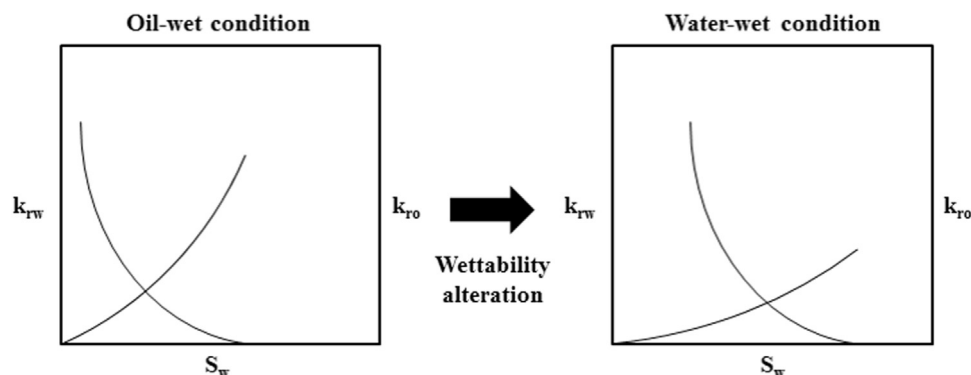 Oil-wet condition
Water-wet condition
k_rw
k_ro
Wettability
alteration
k_rw
k_ro
S_w
S_w